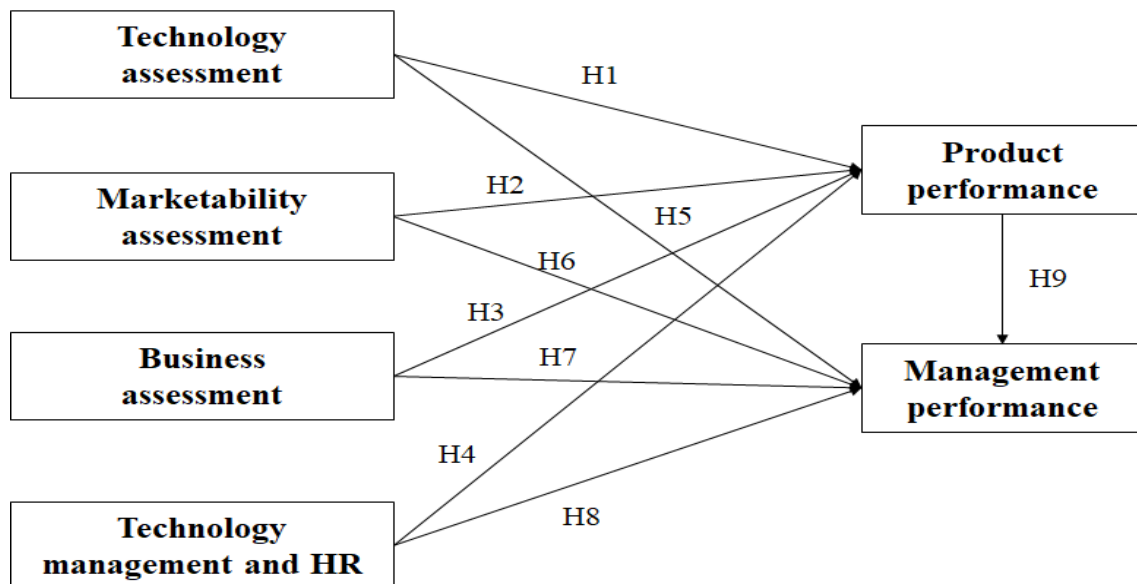 Technology
assessment
H1
Product
performance
Marketability
assessment
H2
H5
H6
H9
H3
Business
assessment
H7
Management
performance
H4
H8
Technology
management and HR